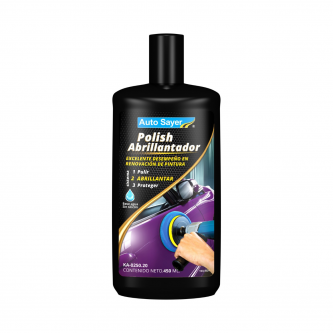 Auto Sayer
Polish
Abrillantador
EXCELENTE DESEMPEÑO EN
RENOVACIÓN DE PINTURA
1 Pulir
2 ABRILLANTAR
3 Proteger
KA-0250.20
CONTENIDO NETO 450 ML